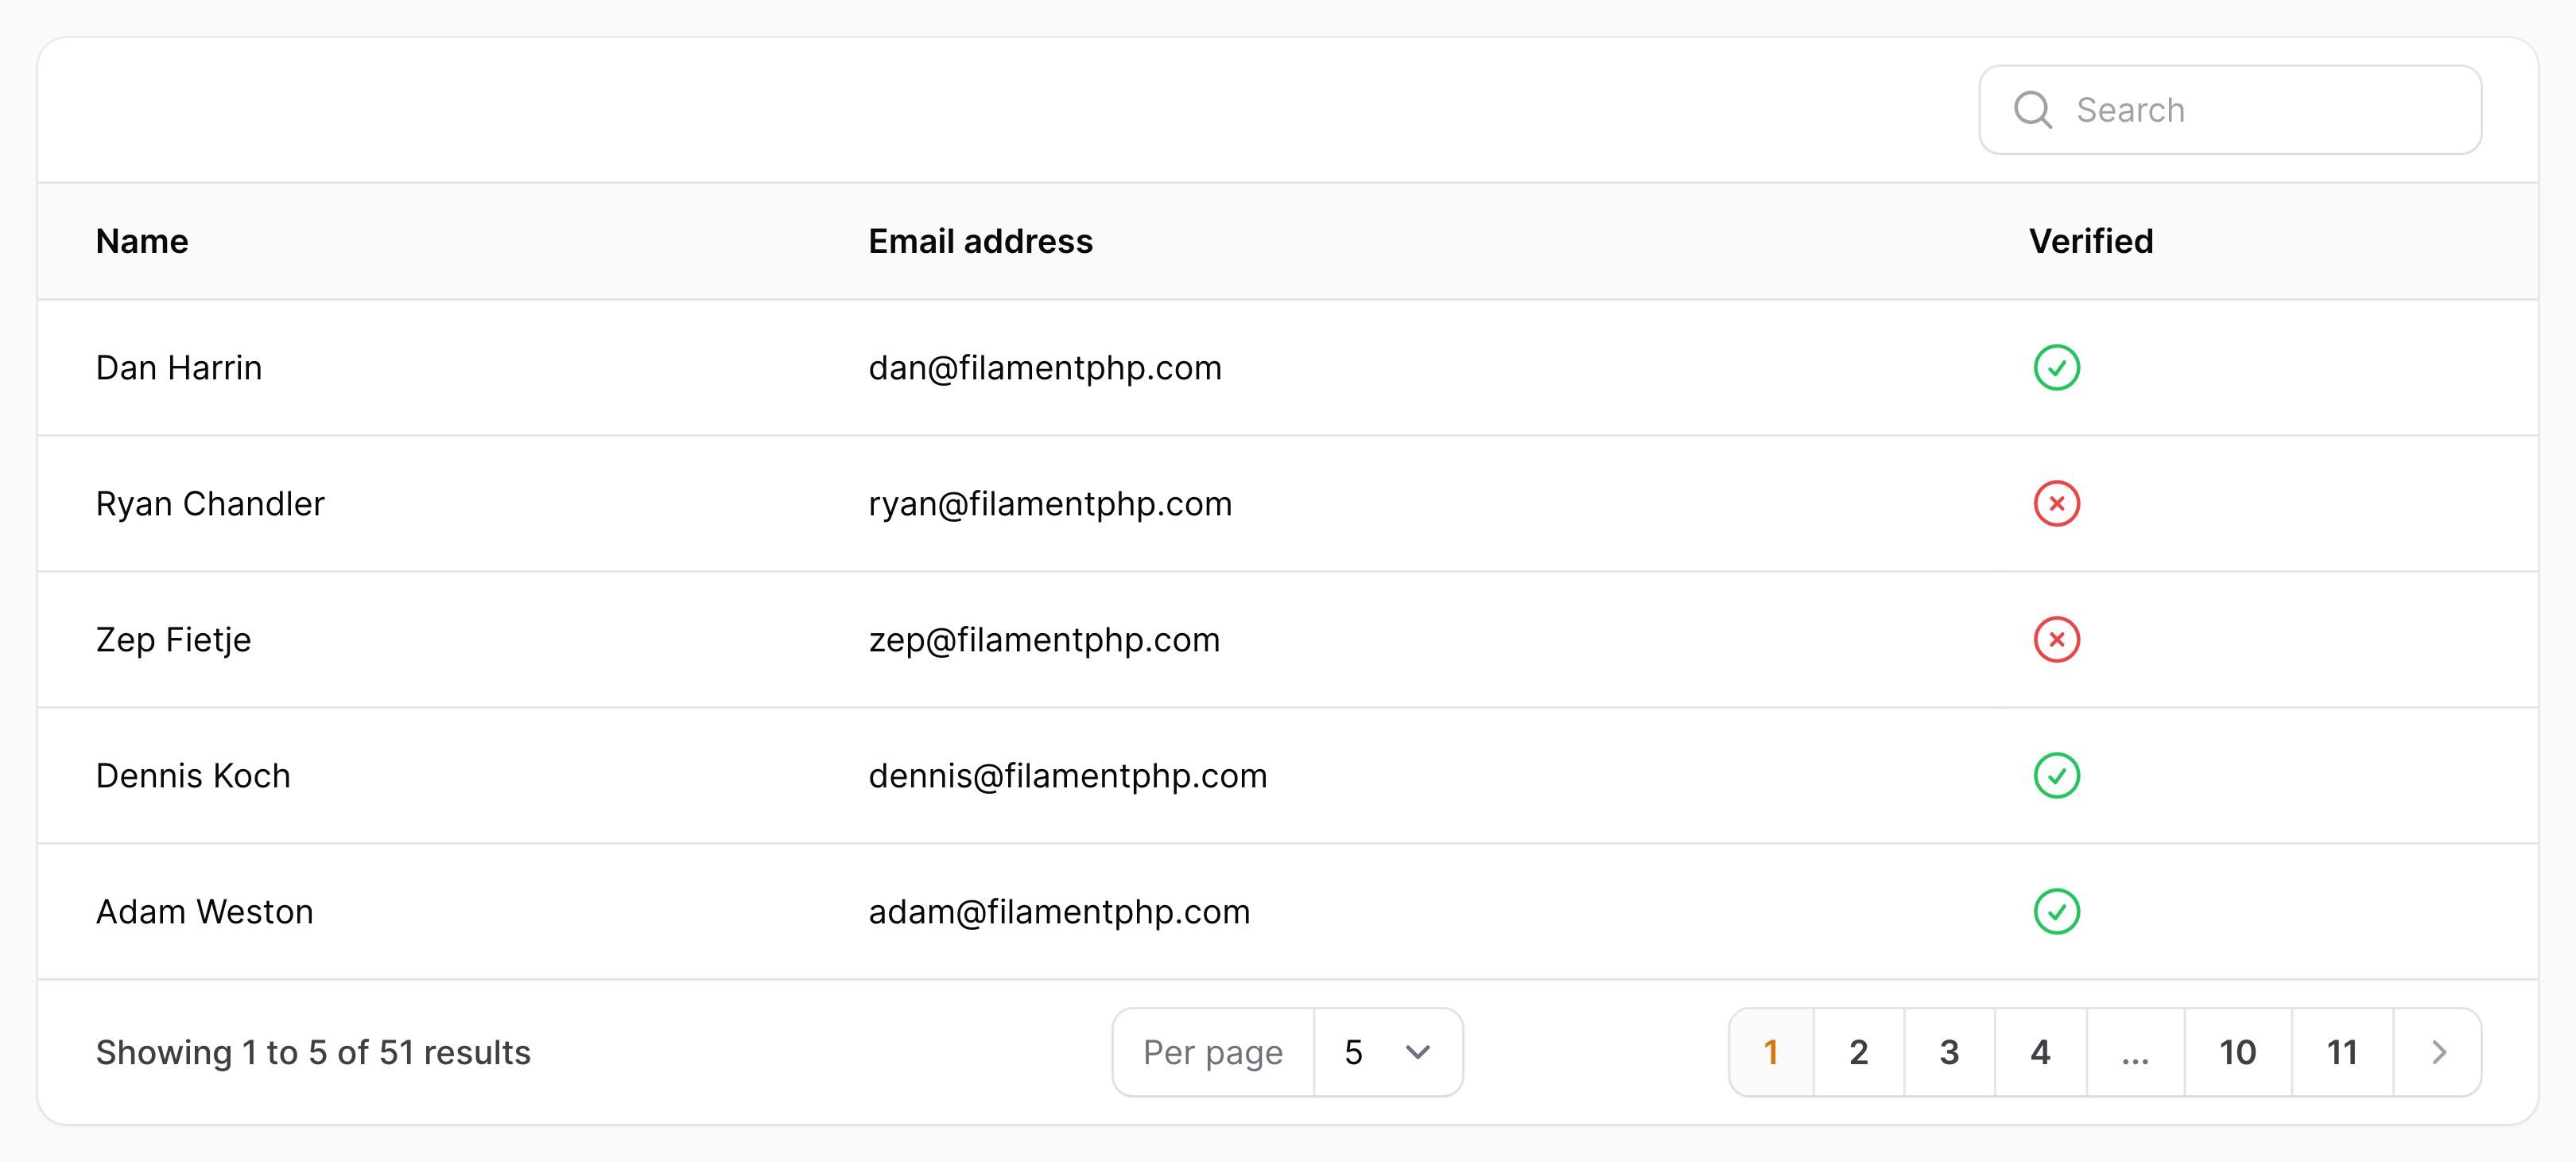 Search
Name Email address Verified
Dan Harrin dan@filamentphp.com
Ryan Chandler ryan@filamentphp.com
Zep Fietje zep@filamentphp.com
Dennis Koch dennis@filamentphp.com
Adam Weston adam@filamentphp.com
Showing 1 to 5 of 51 results Per page 5 1 2 3 4 ... 10 11